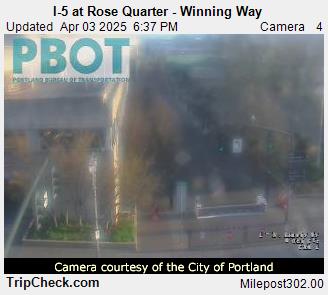 I-5 at Rose Quarter - Winning Way
Updated Apr 03 2025 6:37 PM Camera 4
PBOT
PORTLAND BUREAU OF TRANSPORTATION
Camera courtesy of the City of Portland
TripCheck.com Milepost302.00